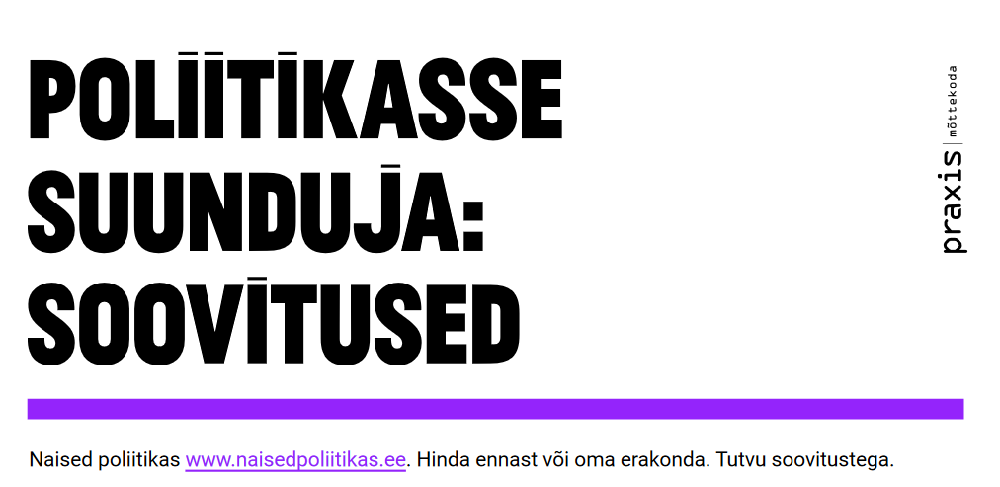 POLIITIKASSE
SUUNDUJA:
SOOVITUSED
praxis | mõttekoda
Naised poliitikas www.naisedpoliitikas.ee. Hinda ennast või oma erakonda. Tutvu soovitustega.